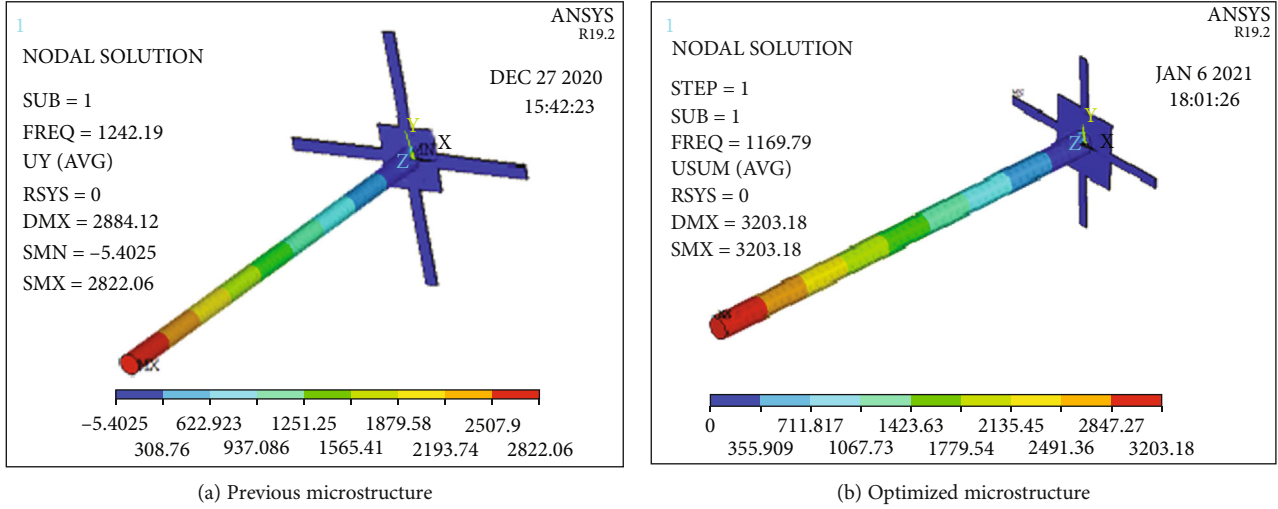 1
ANSYS
R19.2
NODAL SOLUTION
DEC 27 2020
15:42:23
SUB = 1
FREQ = 1242.19
UY (AVG)
RSYS = 0
DMX = 2884.12
SMN = −5.4025
SMX = 2822.06
Y
X
Z
MN
MX
−5.4025 622.923 1251.25 1879.58 2507.9
308.76 937.086 1565.41 2193.74 2822.06
(a) Previous microstructure
1
ANSYS
R19.2
NODAL SOLUTION
JAN 6 2021
18:01:26
STEP = 1
SUB = 1
FREQ = 1169.79
USUM (AVG)
RSYS = 0
DMX = 3203.18
SMX = 3203.18
Y
X
Z
0 711.817 1423.63 2135.45 2847.27
355.909 1067.73 1779.54 2491.36 3203.18
(b) Optimized microstructure